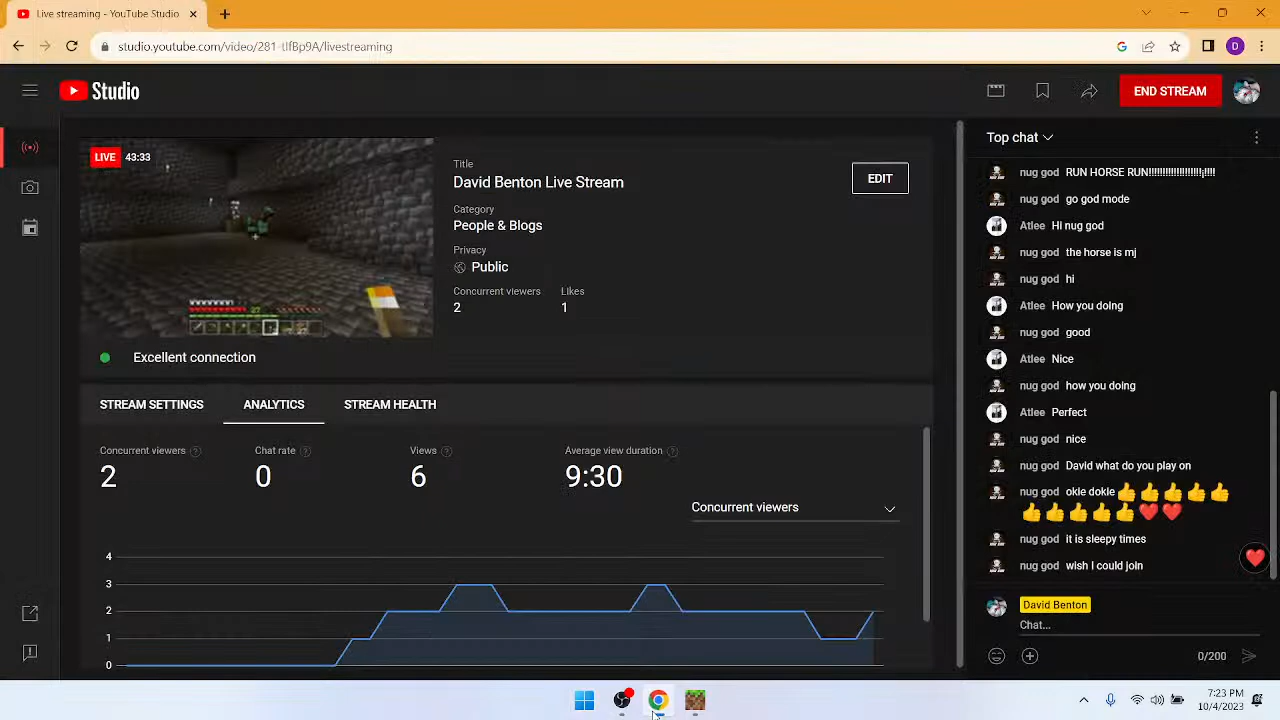 Live streaming - YouTube Studio
studio.youtube.com/video/281-tlfBp9A/livestreaming
D
Studio
END STREAM
LIVE 43:33
27
Title
David Benton Live Stream
EDIT
Category
People & Blogs
Privacy
Public
Concurrent viewers Likes
2 1
Excellent connection
STREAM SETTINGS ANALYTICS STREAM HEALTH
Concurrent viewers Chat rate Views Average view duration
2 0 6 9:30
Concurrent viewers
4
3
2
1
0
Top chat
nug god RUN HORSE RUN!!!!!!!!!!!!!!!!!!!¡!!!!
nug god go god mode
Atlee Hi nug god
nug god the horse is mj
nug god hi
Atlee How you doing
nug god good
Atlee Nice
nug god how you doing
Atlee Perfect
nug god nice
nug god David what do you play on
nug god okle dokle 👍👍👍👍👍
👍👍👍👍👍❤️❤️
nug god it is sleepy times
nug god wish I could join
David Benton
Chat...
0/200
7:23 PM
10/4/2023